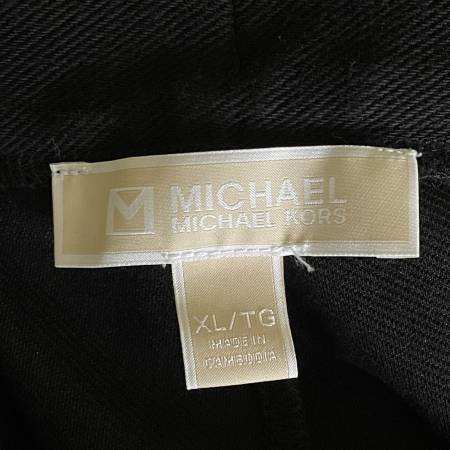 M
MICHAEL
MICHAEL KORS
XL/TG
MADE IN
CAMBODIA